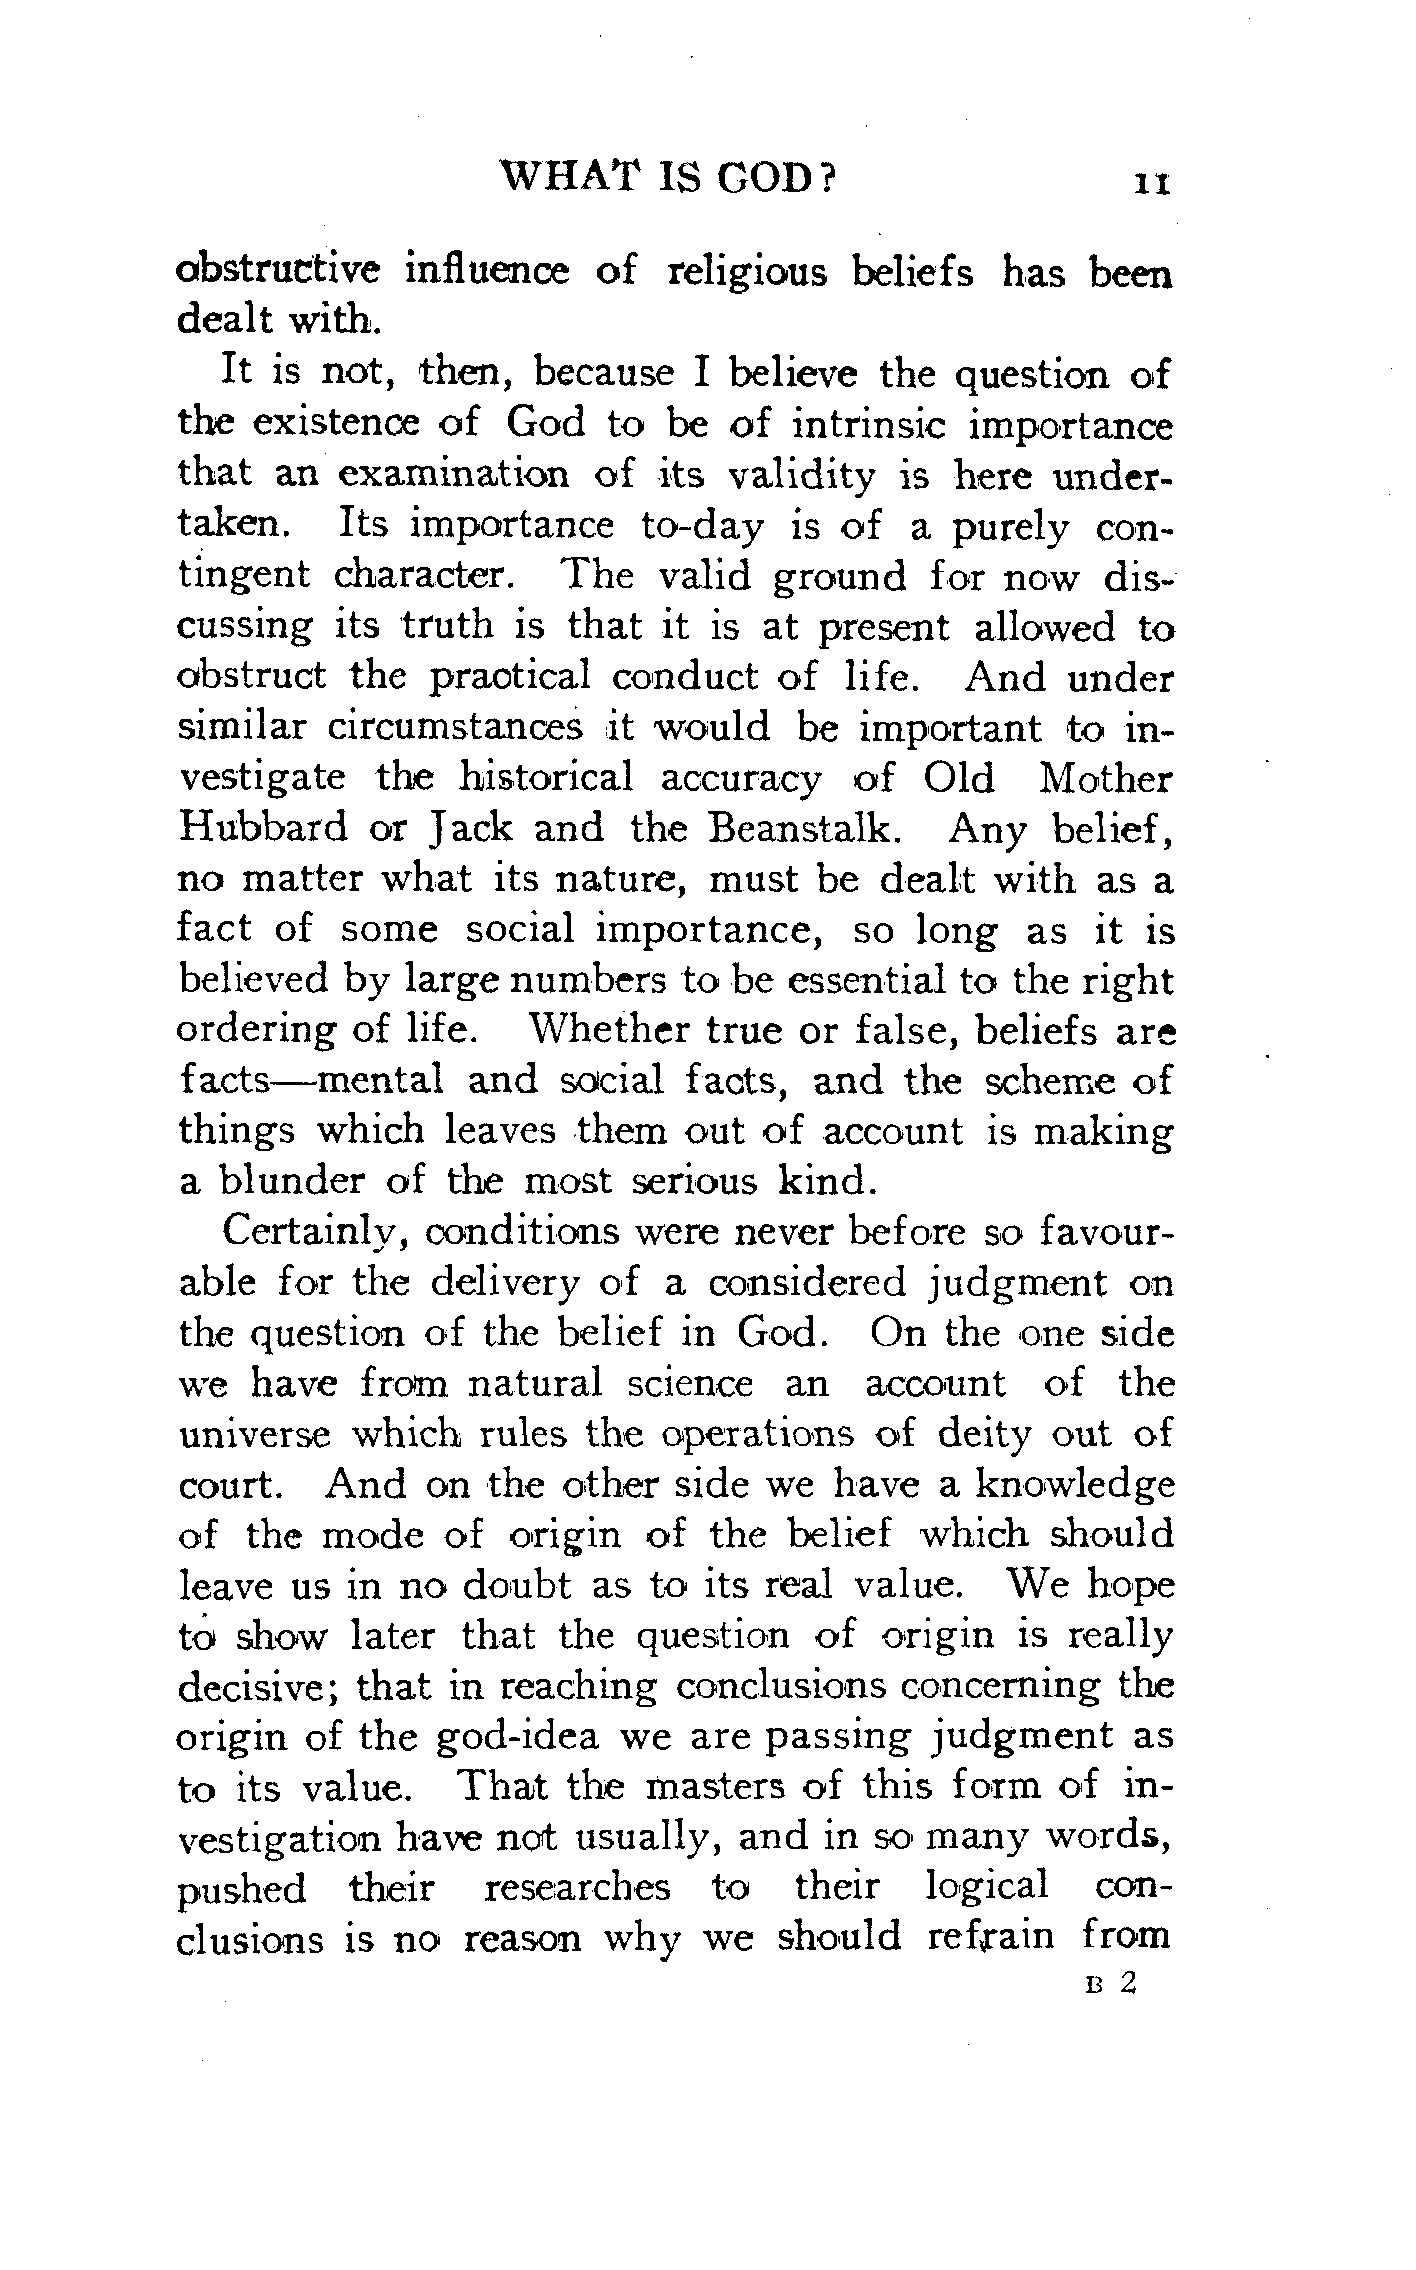 WHAT IS GOD? 11
obstructive influence of religious beliefs has been
dealt with.
It is not, then, because I believe the question of
the existence of God to be of intrinsic importance
that an examination of its validity is here under-
taken. Its importance to-day is of a purely con-
tingent character. The valid ground for now dis-
cussing its truth is that it is at present allowed to
obstruct the practical conduct of life. And under
similar circumstances it would be important to in-
vestigate the historical accuracy of Old Mother
Hubbard or Jack and the Beanstalk. Any belief,
no matter what its nature, must be dealt with as a
fact of some social importance, so long as it is
believed by large numbers to be essential to the right
ordering of life. Whether true or false, beliefs are
facts—mental and social facts, and the scheme of
things which leaves them out of account is making
a blunder of the most serious kind.
Certainly, conditions were never before so favour-
able for the delivery of a considered judgment on
the question of the belief in God. On the one side
we have from natural science an account of the
universe which rules the operations of deity out of
court. And on the other side we have a knowledge
of the mode of origin of the belief which should
leave us in no doubt as to its real value. We hope
to show later that the question of origin is really
decisive; that in reaching conclusions concerning the
origin of the god-idea we are passing judgment as
to its value. That the masters of this form of in-
vestigation have not usually, and in so many words,
pushed their researches to their logical con-
clusions is no reason why we should refrain from
B 2